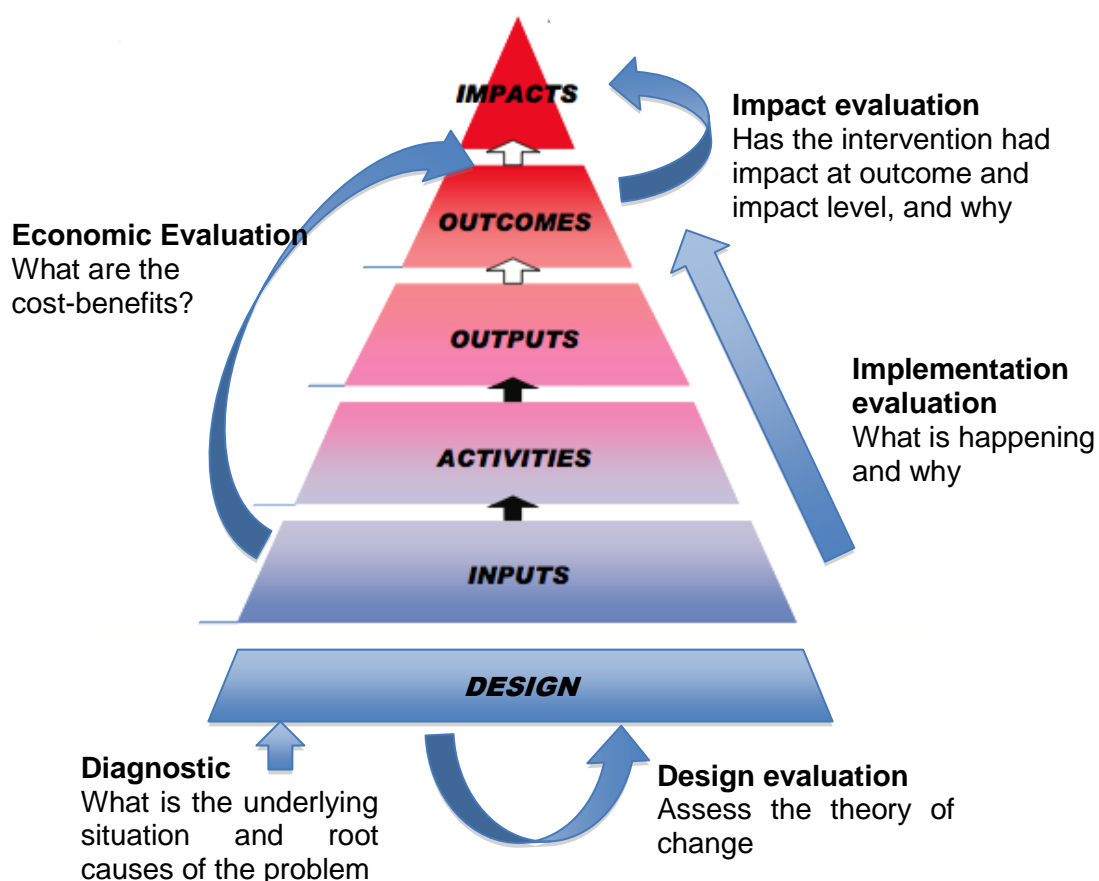 IMPACTS
Impact evaluation
Has the intervention had
impact at outcome and
impact level, and why
OUTCOMES
Economic Evaluation
What are the
cost-benefits?
OUTPUTS
Implementation
evaluation
What is happening
and why
ACTIVITIES
INPUTS
DESIGN
Diagnostic
What is the underlying
situation and root
causes of the problem
Design evaluation
Assess the theory of
change